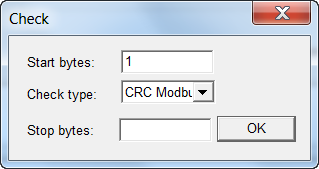 Check
Start bytes: 1
Check type: CRC Modbu
Stop bytes: OK